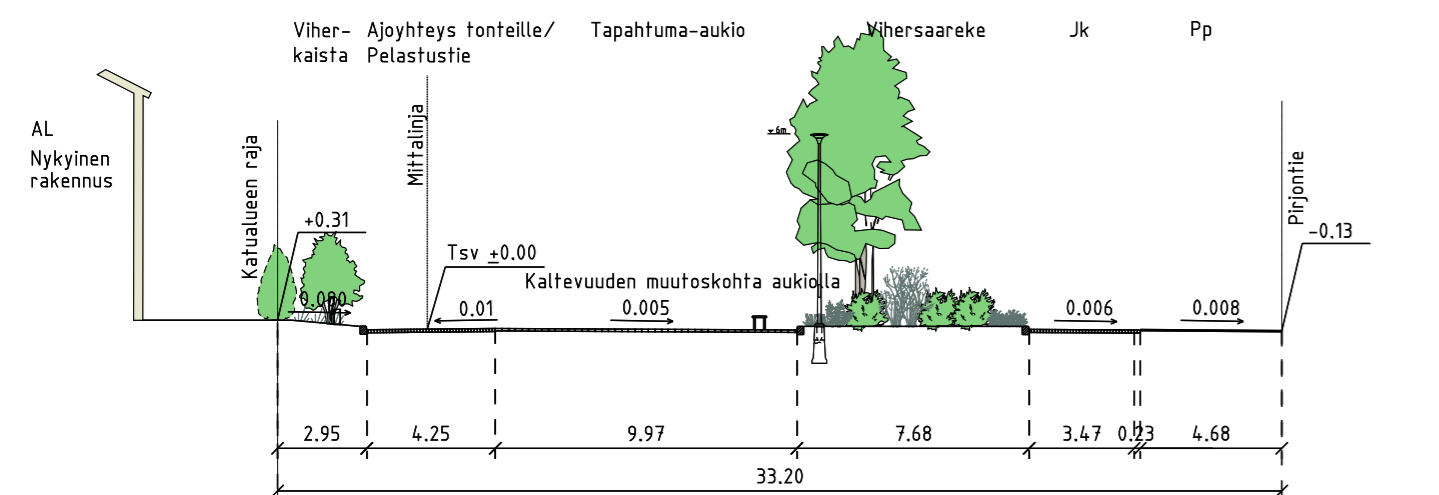 Viher-
kaista
Ajoyhteys tonteille/
Pelastustie
Tapahtuma-aukio
Vihersaareke
Jk
Pp
AL
Nykyinen
rakennus
Katualueen raja
Mittalinja
6m
Pirjontie
+0.31
Tsv ±0.00
-0.13
Kaltevuuden muutoskohta aukiolla
0.080
0.01
0.005
0.006
0.008
2.95
4.25
9.97
7.68
3.47
0.23
4.68
33.20